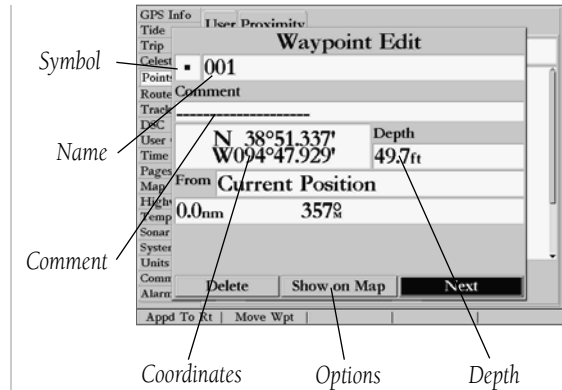 GPS Info
User Proximity
Tide
Trip
Waypoint Edit
Celest
Symbol
001
Points
Route
Comment
Track
--------------------
DSC
User
N 38°51.337'
W094°47.929'
Depth
49.7ft
Name
Time
Pages
Map
From Current Position
High
Temp
0.0nm 357°M
Sonar
System
Units
Comment
Comm
Alarm
Delete Show on Map Next
Appd To Rt Move Wpt
Coordinates Options Depth